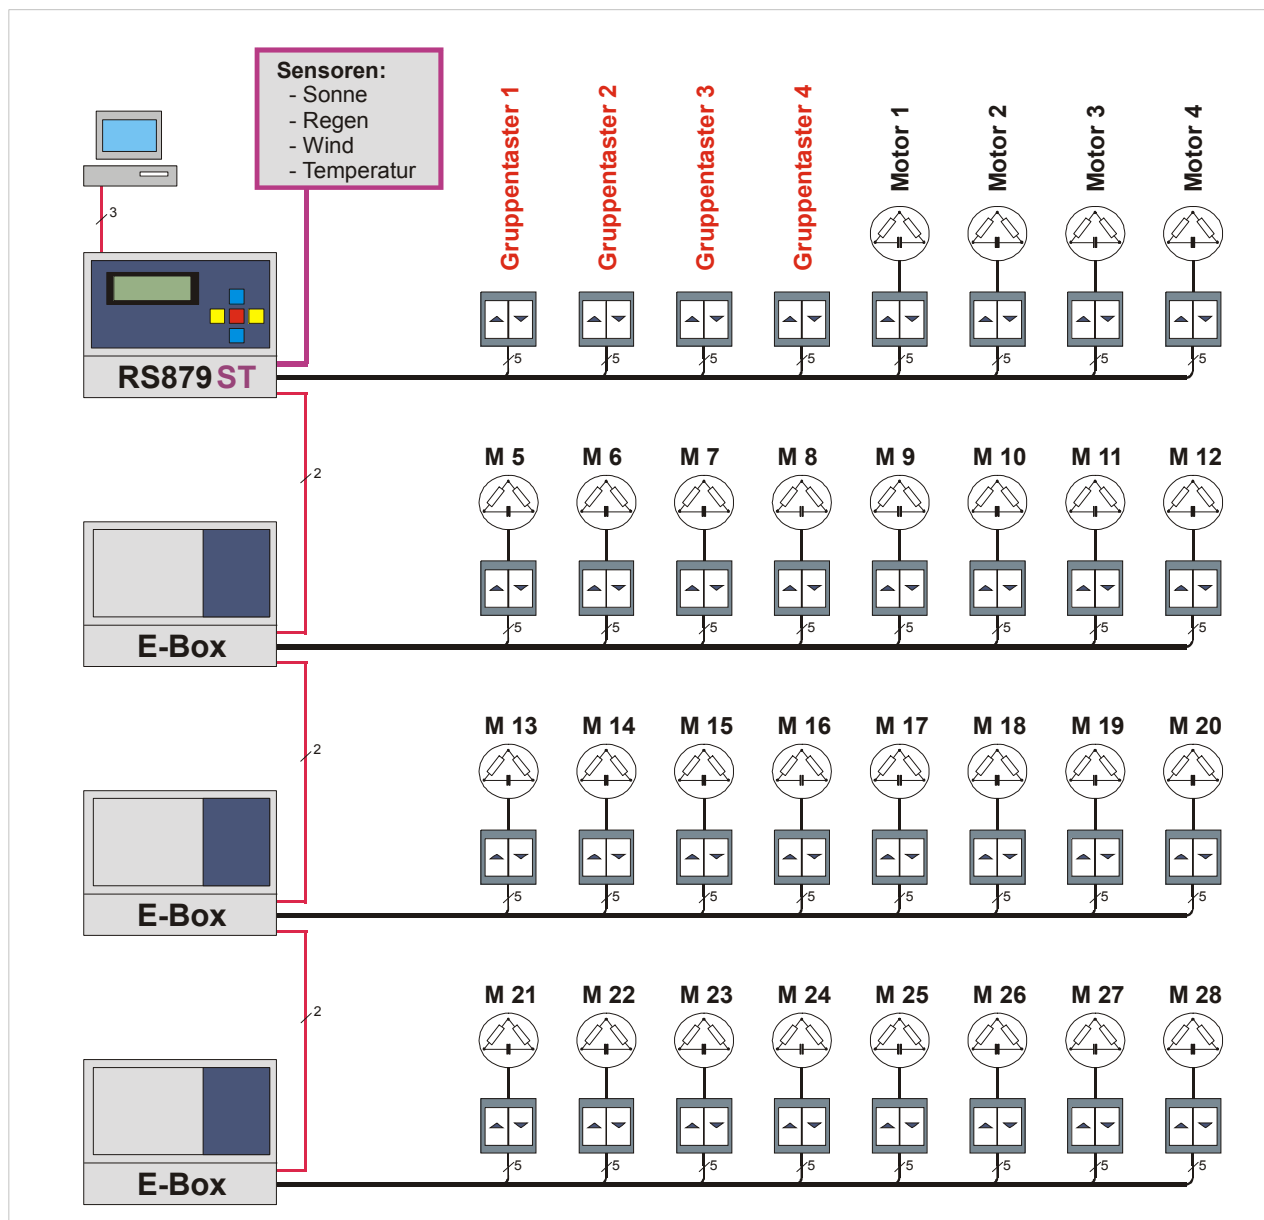 Sensoren:
- Sonne
- Regen
- Wind
- Temperatur
Gruppentaster 1
Gruppentaster 2
Gruppentaster 3
Gruppentaster 4
Motor 1
Motor 2
Motor 3
Motor 4
3
5 5 5 5 5 5 5 5
RS879 ST
2
M 5 M 6 M 7 M 8 M 9 M 10 M 11 M 12
5 5 5 5 5 5 5 5
E-Box
2
M 13 M 14 M 15 M 16 M 17 M 18 M 19 M 20
5 5 5 5 5 5 5 5
E-Box
2
M 21 M 22 M 23 M 24 M 25 M 26 M 27 M 28
5 5 5 5 5 5 5 5
E-Box